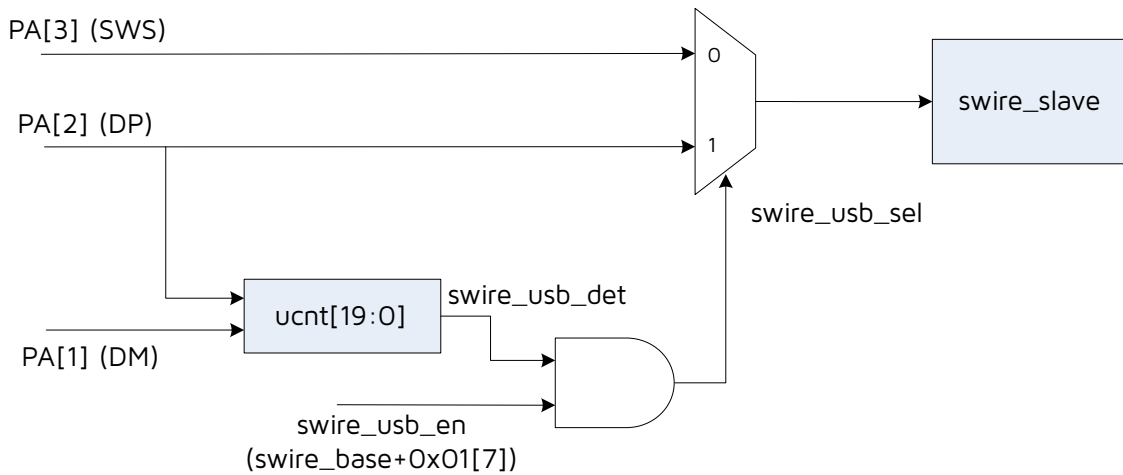 PA[3] (SWS)
0
swire_slave
PA[2] (DP)
1
swire_usb_sel
swire_usb_det
ucnt[19:0]
PA[1] (DM)
swire_usb_en
(swire_base+0x01[7])